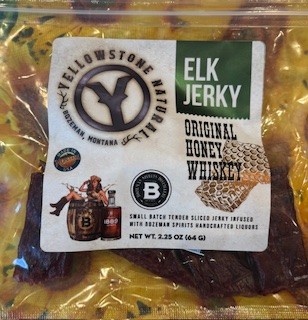 YELLOWSTONE NATURAL
BOZEMAN, MONTANA
ELK
JERKY
ORIGINAL
HONEY
WHISKEY
B
B
SMALL BATCH TENDER SLICED JERKY INFUSED
WITH BOZEMAN SPIRITS HANDCRAFTED LIQUORS
NET WT. 2.25 OZ (64 G)